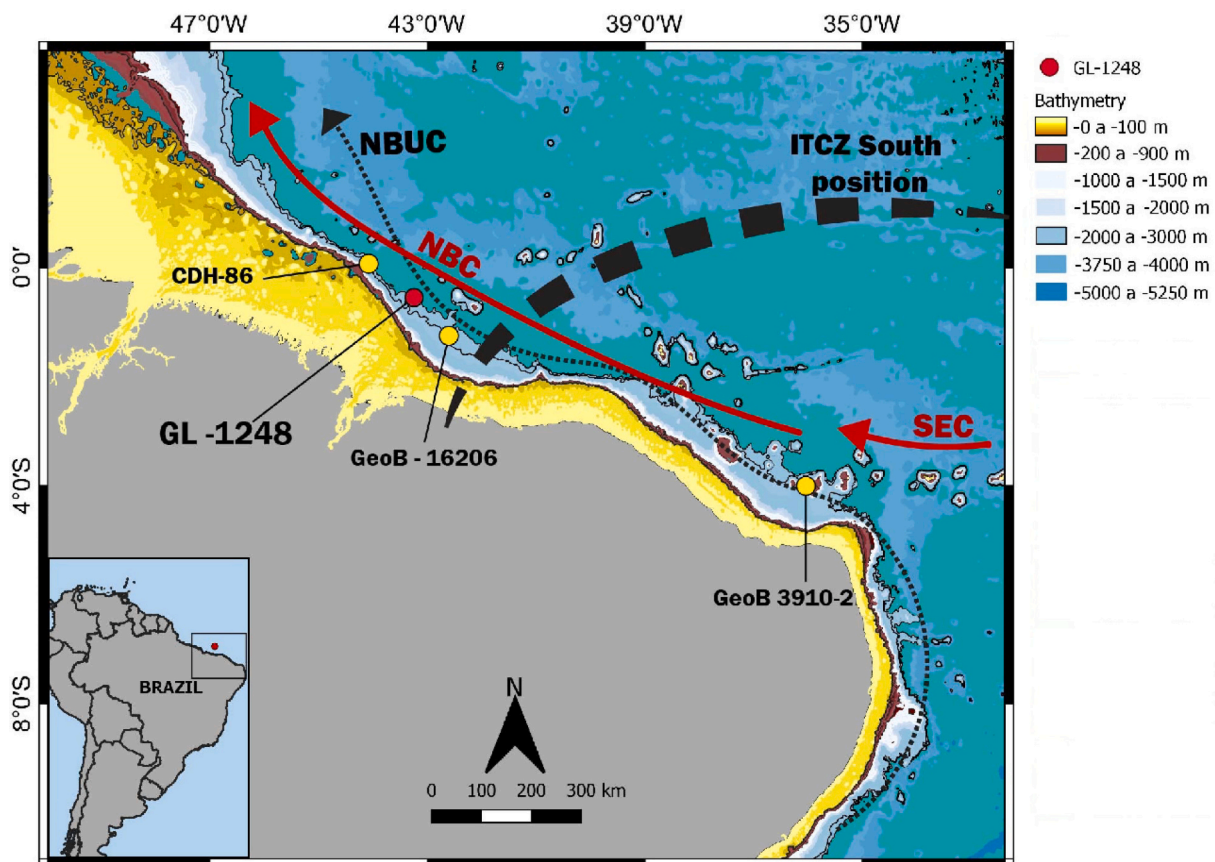 47°0'W 43°0'W 39°0'W 35°0'W
GL-1248
Bathymetry
-0 a -100 m
-200 a -900 m
-1000 a -1500 m
-1500 a -2000 m
-2000 a -3000 m
-3750 a -4000 m
-5000 a -5250 m
NBUC
ITCZ South
position
NBC
0°0'
CDH-86
GL -1248
SEC
GeoB - 16206
4°0'S
GeoB 3910-2
BRAZIL
8°0'S
N
0 100 200 300 km